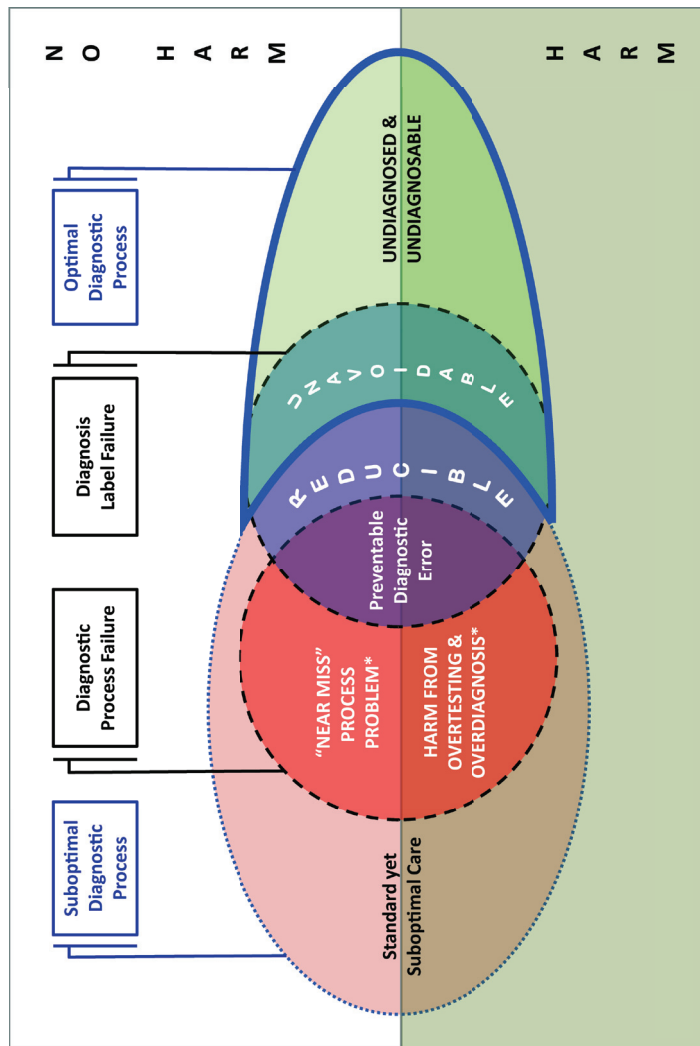 Suboptimal
Diagnostic
Process
Diagnostic
Process Failure
Diagnosis
Label Failure
Optimal
Diagnostic
Process
NO HARM
Standard yet
Suboptimal Care
“NEAR MISS”
PROCESS
PROBLEM*
HARM FROM
OVERTESTING &
OVERDIAGNOSIS*
Preventable
Diagnostic
Error
REDUCIBLE
UNAVOIDABLE
UNDIAGNOSED &
UNDIAGNOSABLE
HARM